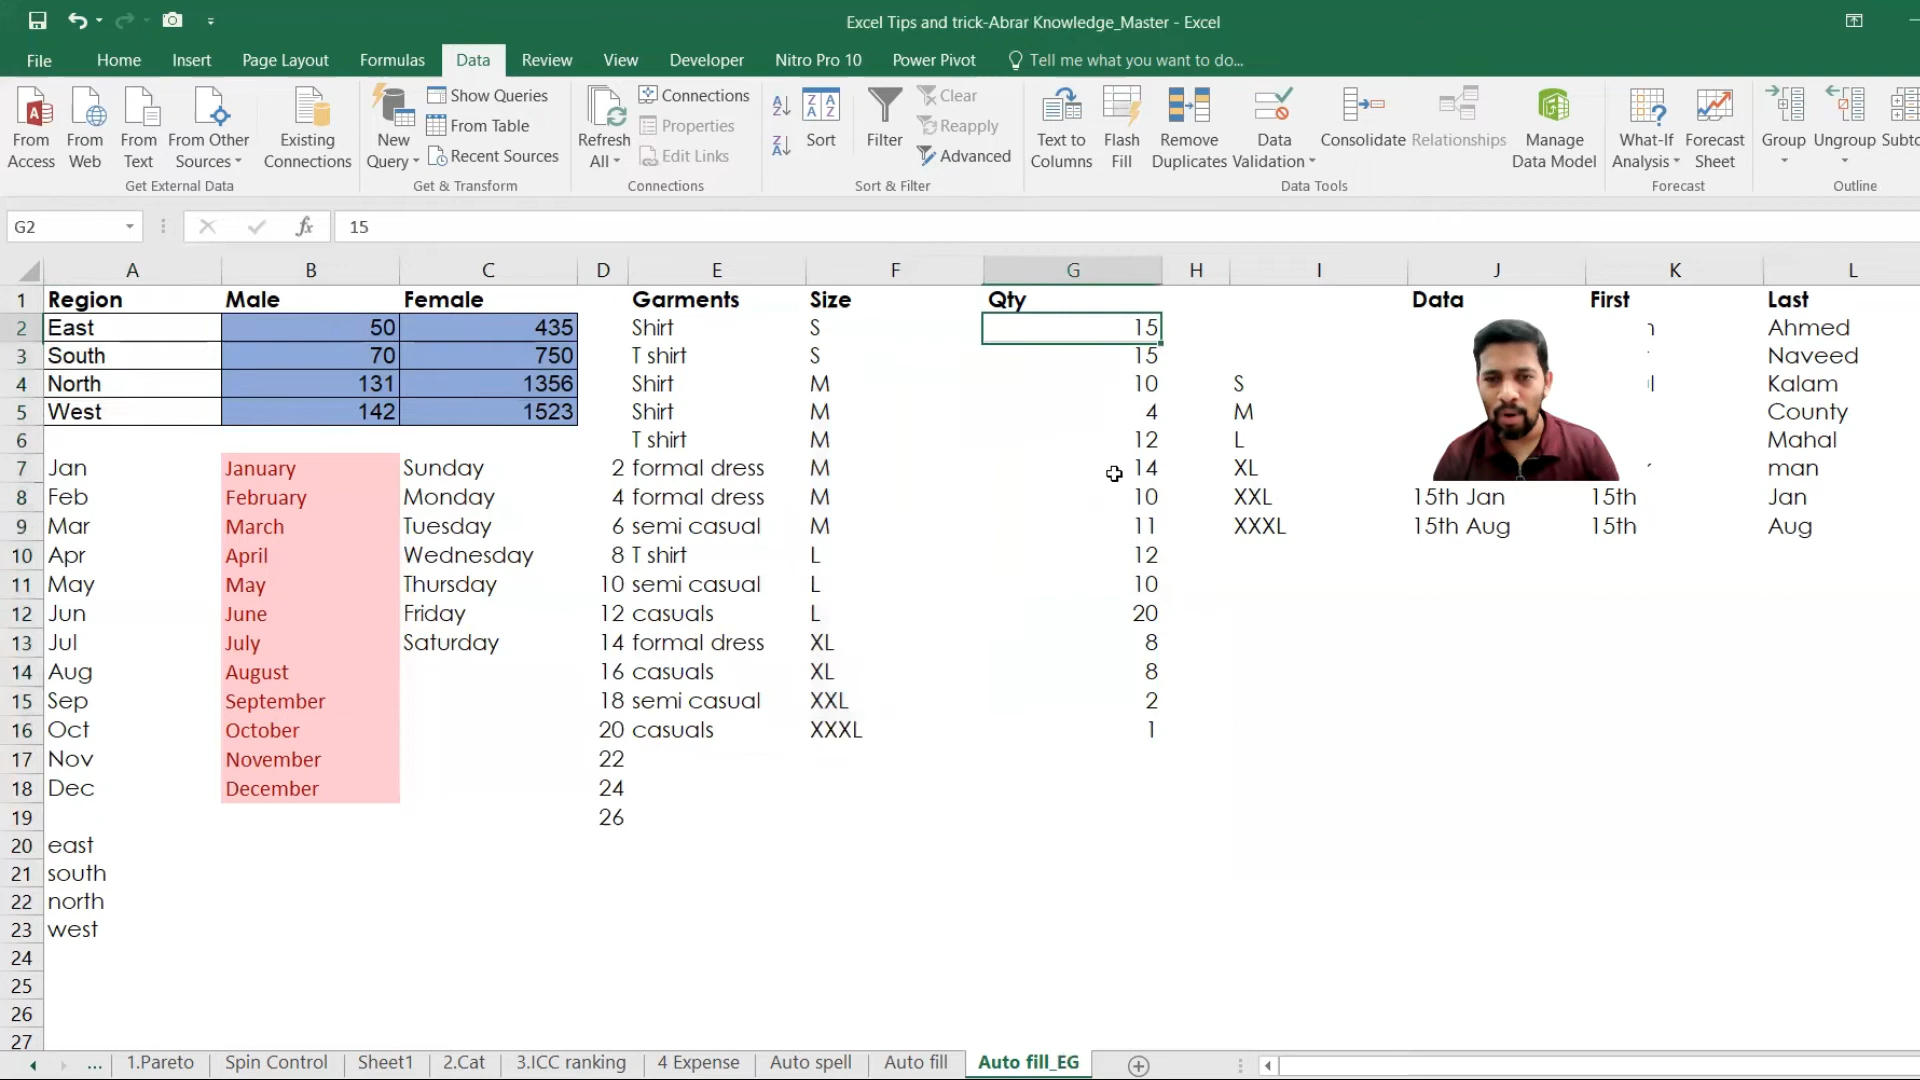 Excel Tips and trick-Abrar Knowledge_Master - Excel
File Home Insert Page Layout Formulas Data Review View Developer Nitro Pro 10 Power Pivot Tell me what you want to do...
From Access
From Web
From Text
From Other Sources
Existing Connections
Get External Data
New Query
Show Queries
From Table
Recent Sources
Get & Transform
Refresh All
Connections
Properties
Edit Links
Connections
Sort
Filter
Clear
Reapply
Advanced
Sort & Filter
Text to Columns
Flash Fill
Remove Duplicates
Data Validation
Consolidate
Relationships
Manage Data Model
Data Tools
What-If Analysis
Forecast Sheet
Forecast
Group
Ungroup
Outline
G2 fx 15
A B C D E F G H I J K L
1 Region Male Female Garments Size Qty Data First Last
2 East 50 435 Shirt S 15 Ahmed
3 South 70 750 T shirt S 15 Naveed
4 North 131 1356 Shirt M 10 S Kalam
5 West 142 1523 Shirt M 4 M County
6 T shirt M 12 L Mahal
7 Jan January Sunday 2 formal dress M 14 XL man
8 Feb February Monday 4 formal dress M 10 XXL 15th Jan 15th Jan
9 Mar March Tuesday 6 semi casual M 11 XXXL 15th Aug 15th Aug
10 Apr April Wednesday 8 T shirt L 12
11 May May Thursday 10 semi casual L 10
12 Jun June Friday 12 casuals L 20
13 Jul July Saturday 14 formal dress XL 8
14 Aug August 16 casuals XL 8
15 Sep September 18 semi casual XXL 2
16 Oct October 20 casuals XXXL 1
17 Nov November 22
18 Dec December 24
19 26
20 east
21 south
22 north
23 west
24
25
26
27
... 1.Pareto Spin Control Sheet1 2.Cat 3.ICC ranking 4 Expense Auto spell Auto fill Auto fill_EG